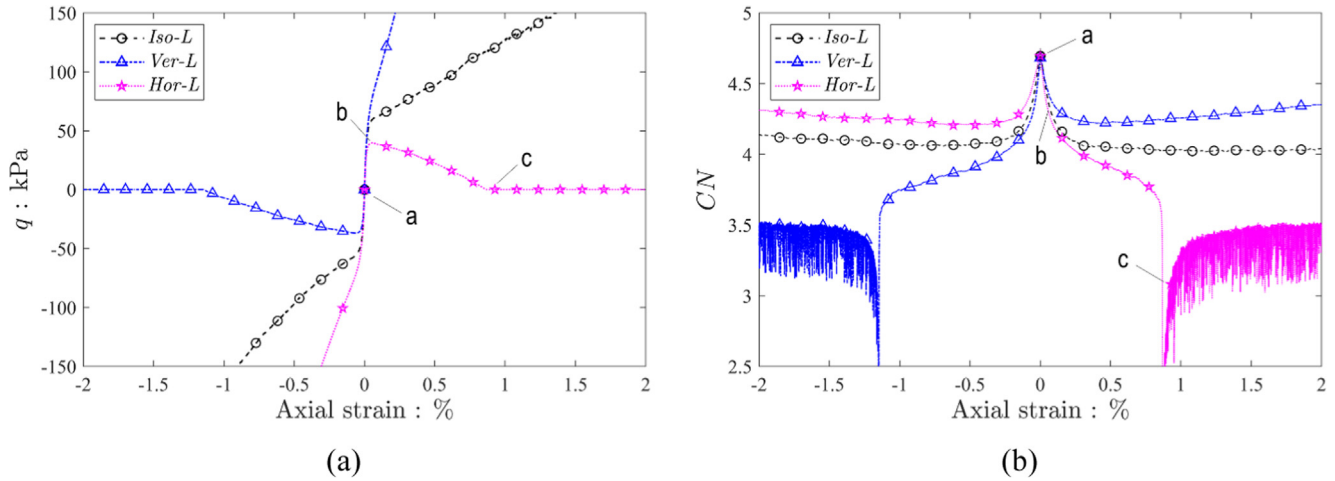 150
100
50
0
-50
-100
-150
-2
-1.5
-1
-0.5
0
0.5
1
1.5
2
q : kPa
Axial strain : %
Iso-L
Ver-L
Hor-L
b
c
a
(a)
5
4.5
4
3.5
3
2.5
-2
-1.5
-1
-0.5
0
0.5
1
1.5
2
CN
Axial strain : %
Iso-L
Ver-L
Hor-L
a
b
c
(b)